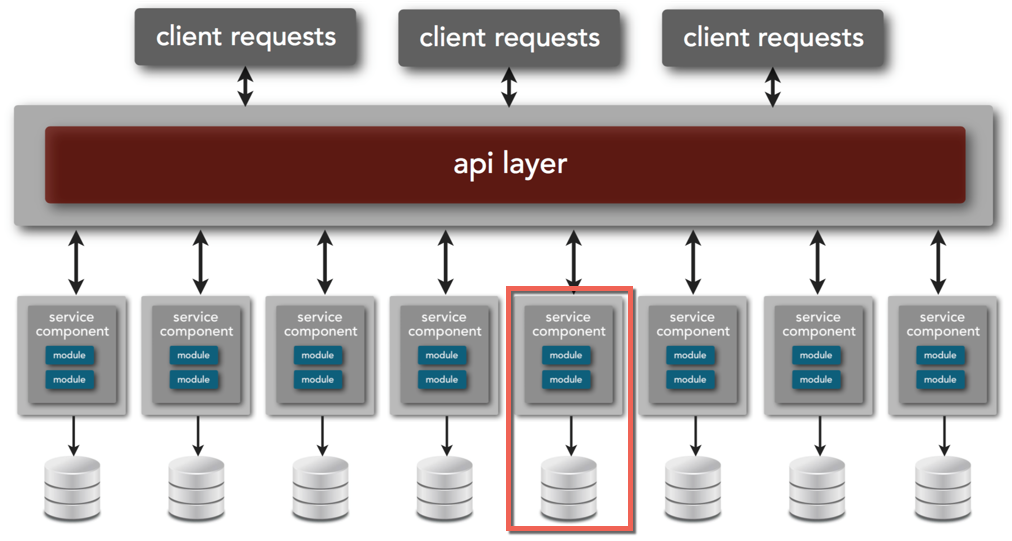 client requests
client requests
client requests
api layer
service
component
module
module
service
component
module
module
service
component
module
module
service
component
module
module
service
component
module
module
service
component
module
module
service
component
module
module
service
component
module
module